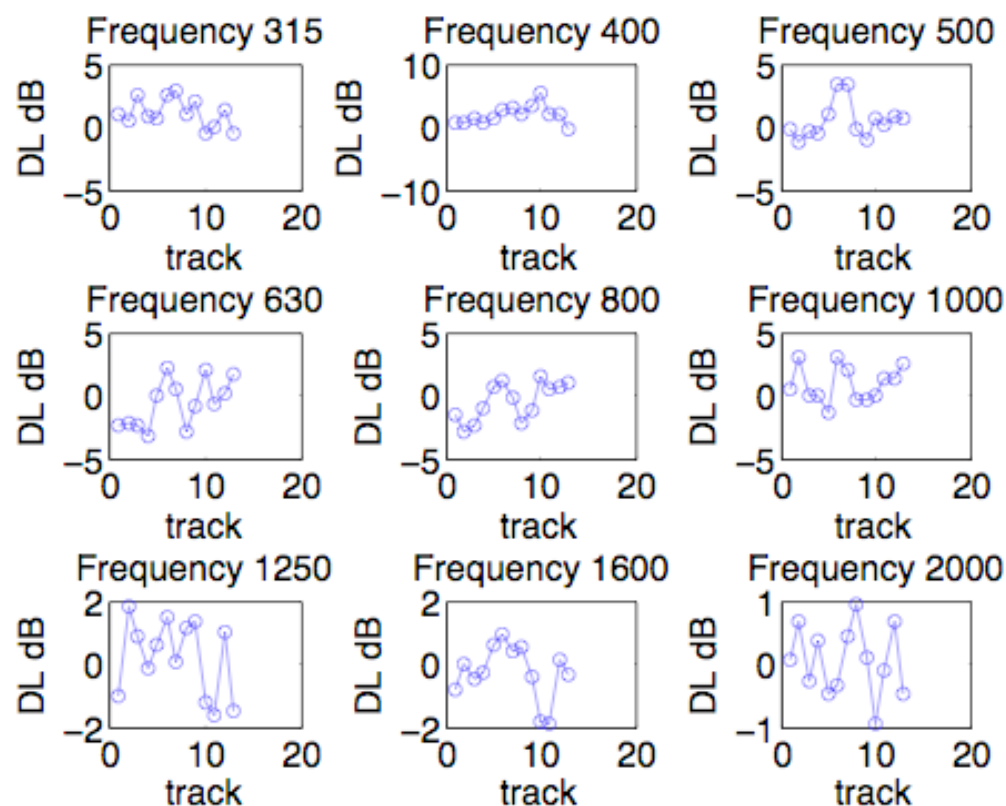 Frequency 315
Frequency 400
Frequency 500
DL dB
5
0
−5
0
10
20
track
DL dB
10
0
−10
0
10
20
track
DL dB
5
0
−5
0
10
20
track
Frequency 630
Frequency 800
Frequency 1000
DL dB
5
0
−5
0
10
20
track
DL dB
5
0
−5
0
10
20
track
DL dB
5
0
−5
0
10
20
track
Frequency 1250
Frequency 1600
Frequency 2000
DL dB
2
0
−2
0
10
20
track
DL dB
2
0
−2
0
10
20
track
DL dB
1
0
−1
0
10
20
track